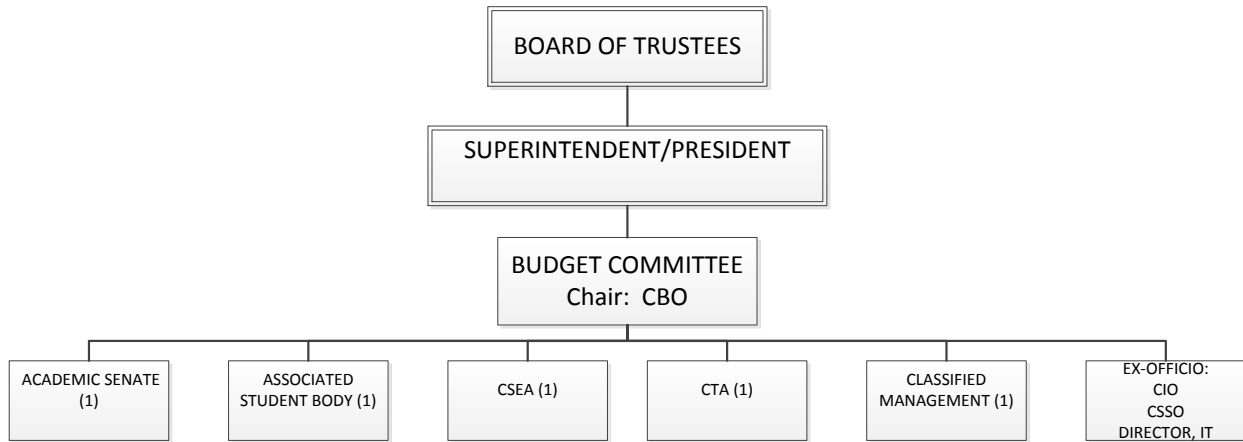 BOARD OF TRUSTEES
SUPERINTENDENT/PRESIDENT
BUDGET COMMITTEE
Chair:  CBO
ACADEMIC SENATE
(1)
ASSOCIATED
STUDENT BODY (1)
CSEA (1)
CTA (1)
CLASSIFIED
MANAGEMENT (1)
EX-OFFICIO:
CIO
CSSO
DIRECTOR, IT